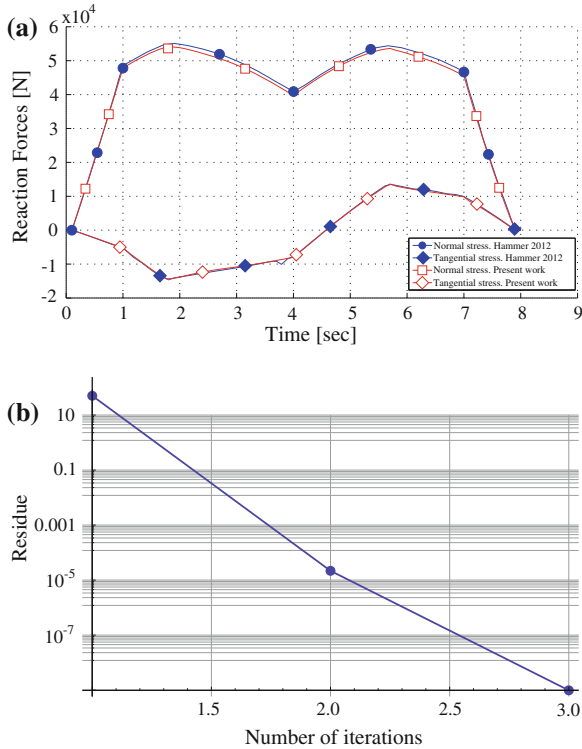 (a)
x10⁴
6
5
4
3
2
1
0
-1
-2
Reaction Forces [N]
0 1 2 3 4 5 6 7 8 9
Time [sec]
Normal stress. Hammer 2012
Tangential stress. Hammer 2012
Normal stress. Present work
Tangential stress. Present work
(b)
10
0.1
0.001
10⁻⁵
10⁻⁷
Residue
1.5 2.0 2.5 3.0
Number of iterations